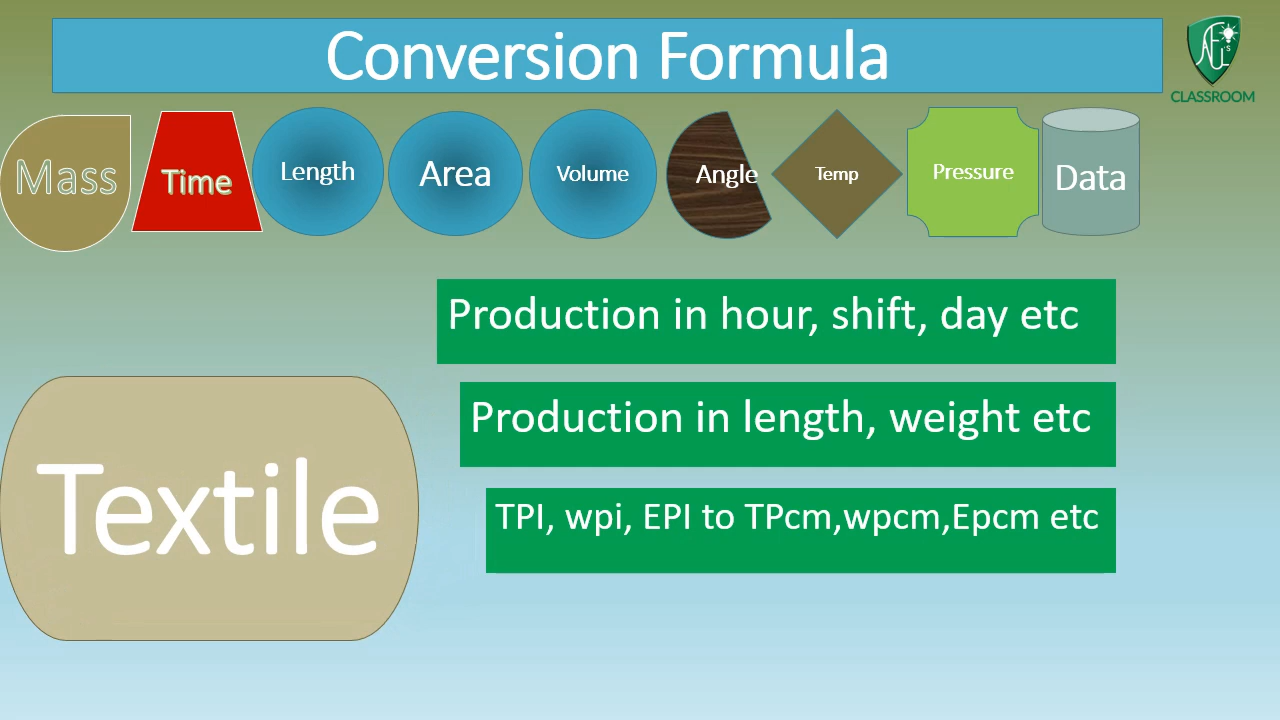 Conversion Formula
CLASSROOM
Mass
Time
Length
Area
Volume
Angle
Temp
Pressure
Data
Production in hour, shift, day etc
Production in length, weight etc
Textile
TPI, wpi, EPI to TPcm,wpcm,Epcm etc